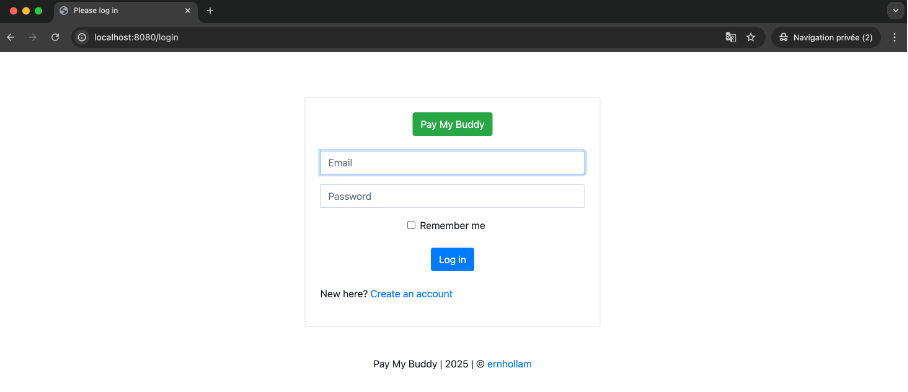 Please log in
localhost:8080/login
Navigation privée (2)
Pay My Buddy
Email
Password
Remember me
Log in
New here? Create an account
Pay My Buddy | 2025 | © ernhollam